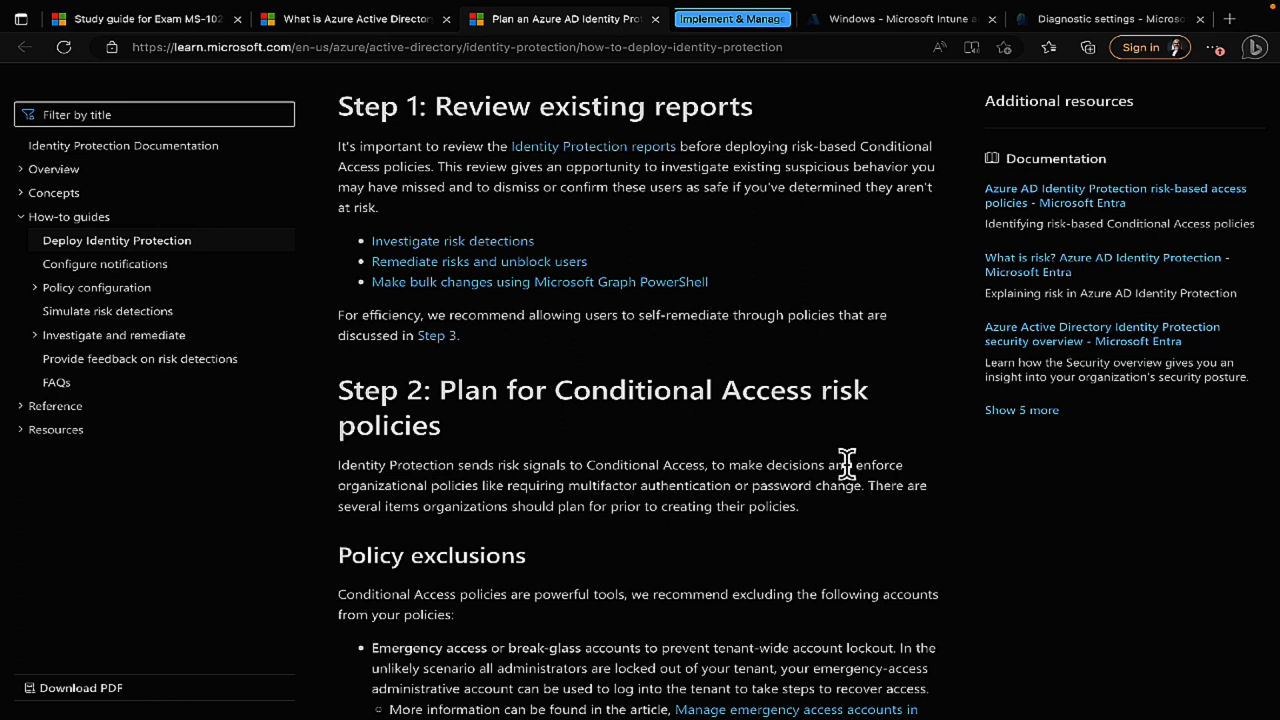 Study guide for Exam MS-102
What is Azure Active Director
Plan an Azure AD Identity Pro
Implement & Manage
Windows - Microsoft Intune a
Diagnostic settings - Microso
https://learn.microsoft.com/en-us/azure/active-directory/identity-protection/how-to-deploy-identity-protection
Sign in
Filter by title
Identity Protection Documentation
Overview
Concepts
How-to guides
Deploy Identity Protection
Configure notifications
Policy configuration
Simulate risk detections
Investigate and remediate
Provide feedback on risk detections
FAQs
Reference
Resources
Download PDF
Step 1: Review existing reports
It's important to review the Identity Protection reports before deploying risk-based Conditional
Access policies. This review gives an opportunity to investigate existing suspicious behavior you
may have missed and to dismiss or confirm these users as safe if you've determined they aren't
at risk.
• Investigate risk detections
• Remediate risks and unblock users
• Make bulk changes using Microsoft Graph PowerShell
For efficiency, we recommend allowing users to self-remediate through policies that are
discussed in Step 3.
Step 2: Plan for Conditional Access risk
policies
Identity Protection sends risk signals to Conditional Access, to make decisions and enforce
organizational policies like requiring multifactor authentication or password change. There are
several items organizations should plan for prior to creating their policies.
Policy exclusions
Conditional Access policies are powerful tools, we recommend excluding the following accounts
from your policies:
• Emergency access or break-glass accounts to prevent tenant-wide account lockout. In the
unlikely scenario all administrators are locked out of your tenant, your emergency-access
administrative account can be used to log into the tenant to take steps to recover access.
○ More information can be found in the article, Manage emergency access accounts in
Additional resources
Documentation
Azure AD Identity Protection risk-based access
policies - Microsoft Entra
Identifying risk-based Conditional Access policies
What is risk? Azure AD Identity Protection -
Microsoft Entra
Explaining risk in Azure AD Identity Protection
Azure Active Directory Identity Protection
security overview - Microsoft Entra
Learn how the Security overview gives you an
insight into your organization's security posture.
Show 5 more